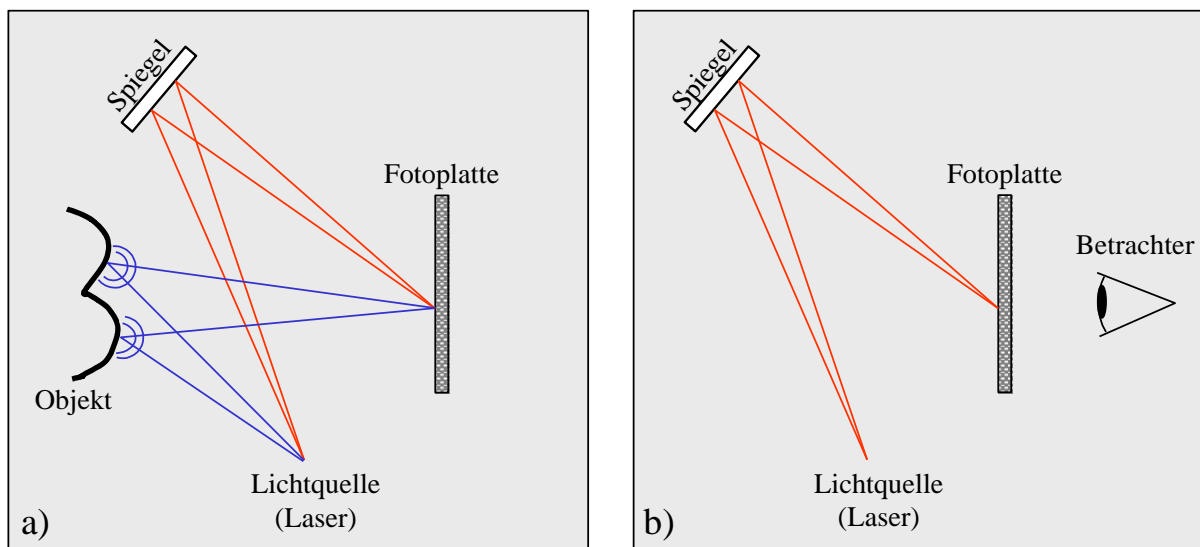 Spiegel
Fotoplatte
Objekt
Lichtquelle
(Laser)
a)
Spiegel
Fotoplatte
Betrachter
Lichtquelle
(Laser)
b)